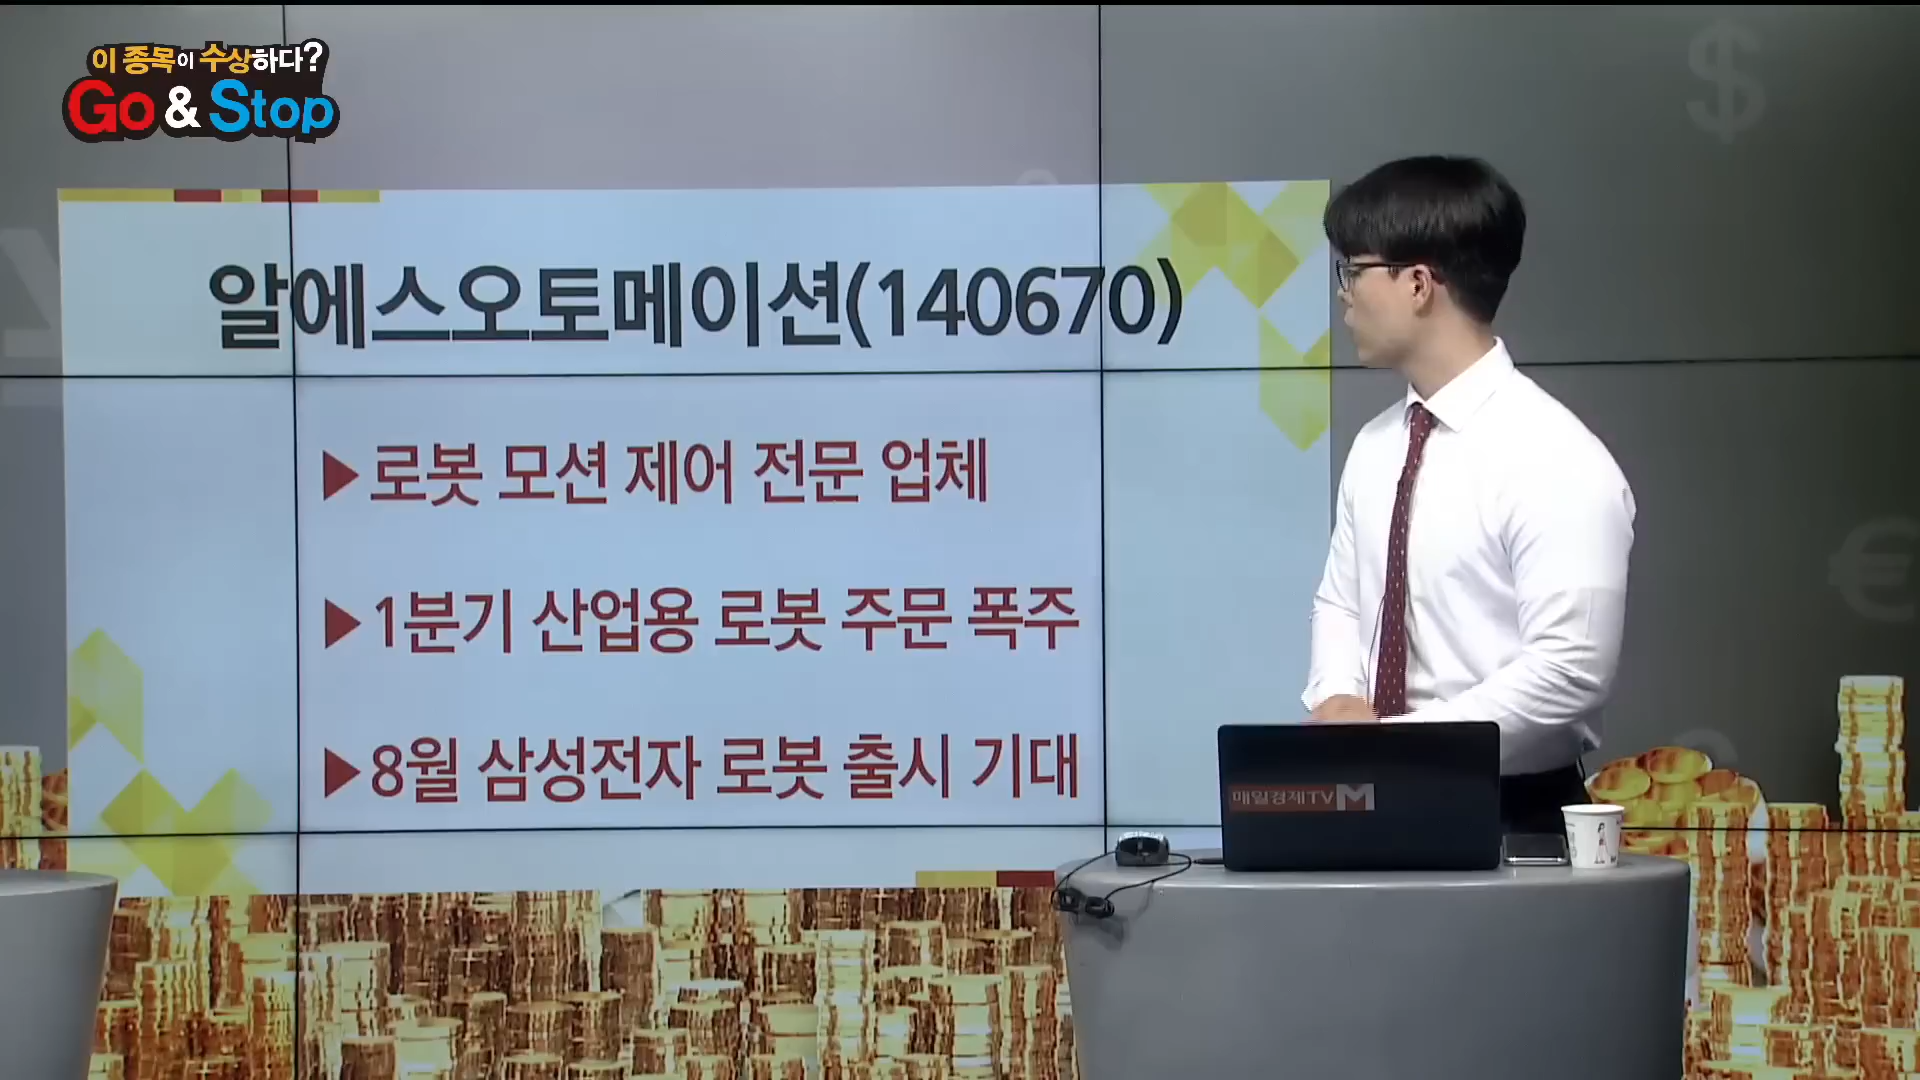 이 종목이 수상하다?
Go & Stop
알에스오토메이션(140670)
▶로봇 모션 제어 전문 업체
▶1분기 산업용 로봇 주문 폭주
▶8월 삼성전자 로봇 출시 기대
매일경제TV M